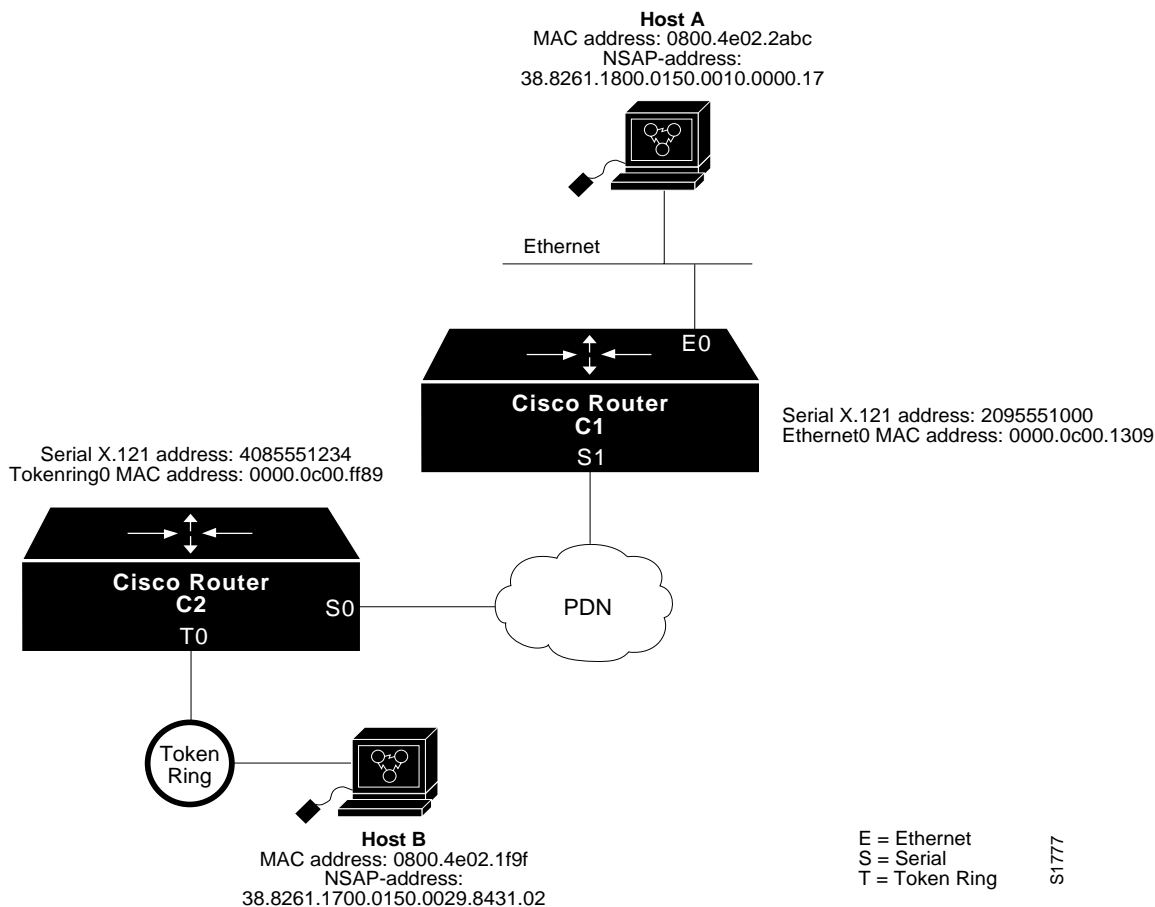 Host A
MAC address: 0800.4e02.2abc
NSAP-address:
38.8261.1800.0150.0010.0000.17
Ethernet
E0
Cisco Router
C1
S1
Serial X.121 address: 2095551000
Ethernet0 MAC address: 0000.0c00.1309
Serial X.121 address: 4085551234
Tokenring0 MAC address: 0000.0c00.ff89
Cisco Router
C2
S0
T0
PDN
Token
Ring
Host B
MAC address: 0800.4e02.1f9f
NSAP-address:
38.8261.1700.0150.0029.8431.02
E = Ethernet
S = Serial
T = Token Ring
S1777